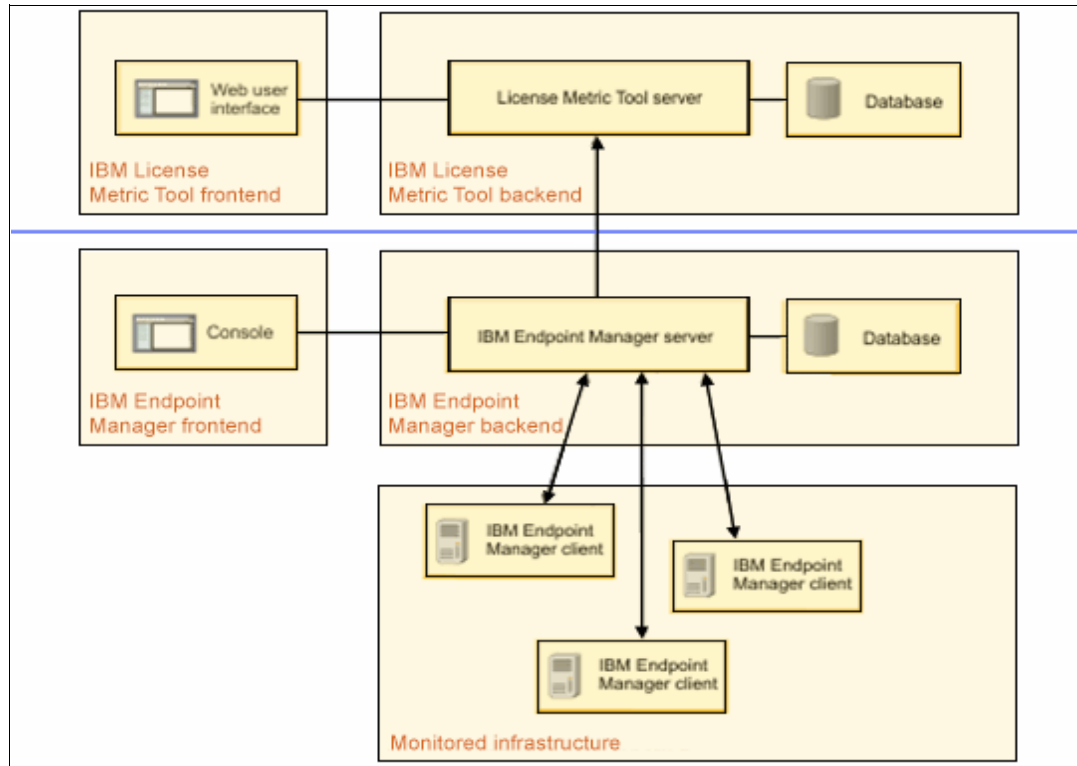 Web user
interface
IBM License
Metric Tool frontend
License Metric Tool server
Database
IBM License
Metric Tool backend
Console
IBM Endpoint
Manager frontend
IBM Endpoint Manager server
Database
IBM Endpoint
Manager backend
IBM Endpoint
Manager client
IBM Endpoint
Manager client
IBM Endpoint
Manager client
Monitored infrastructure